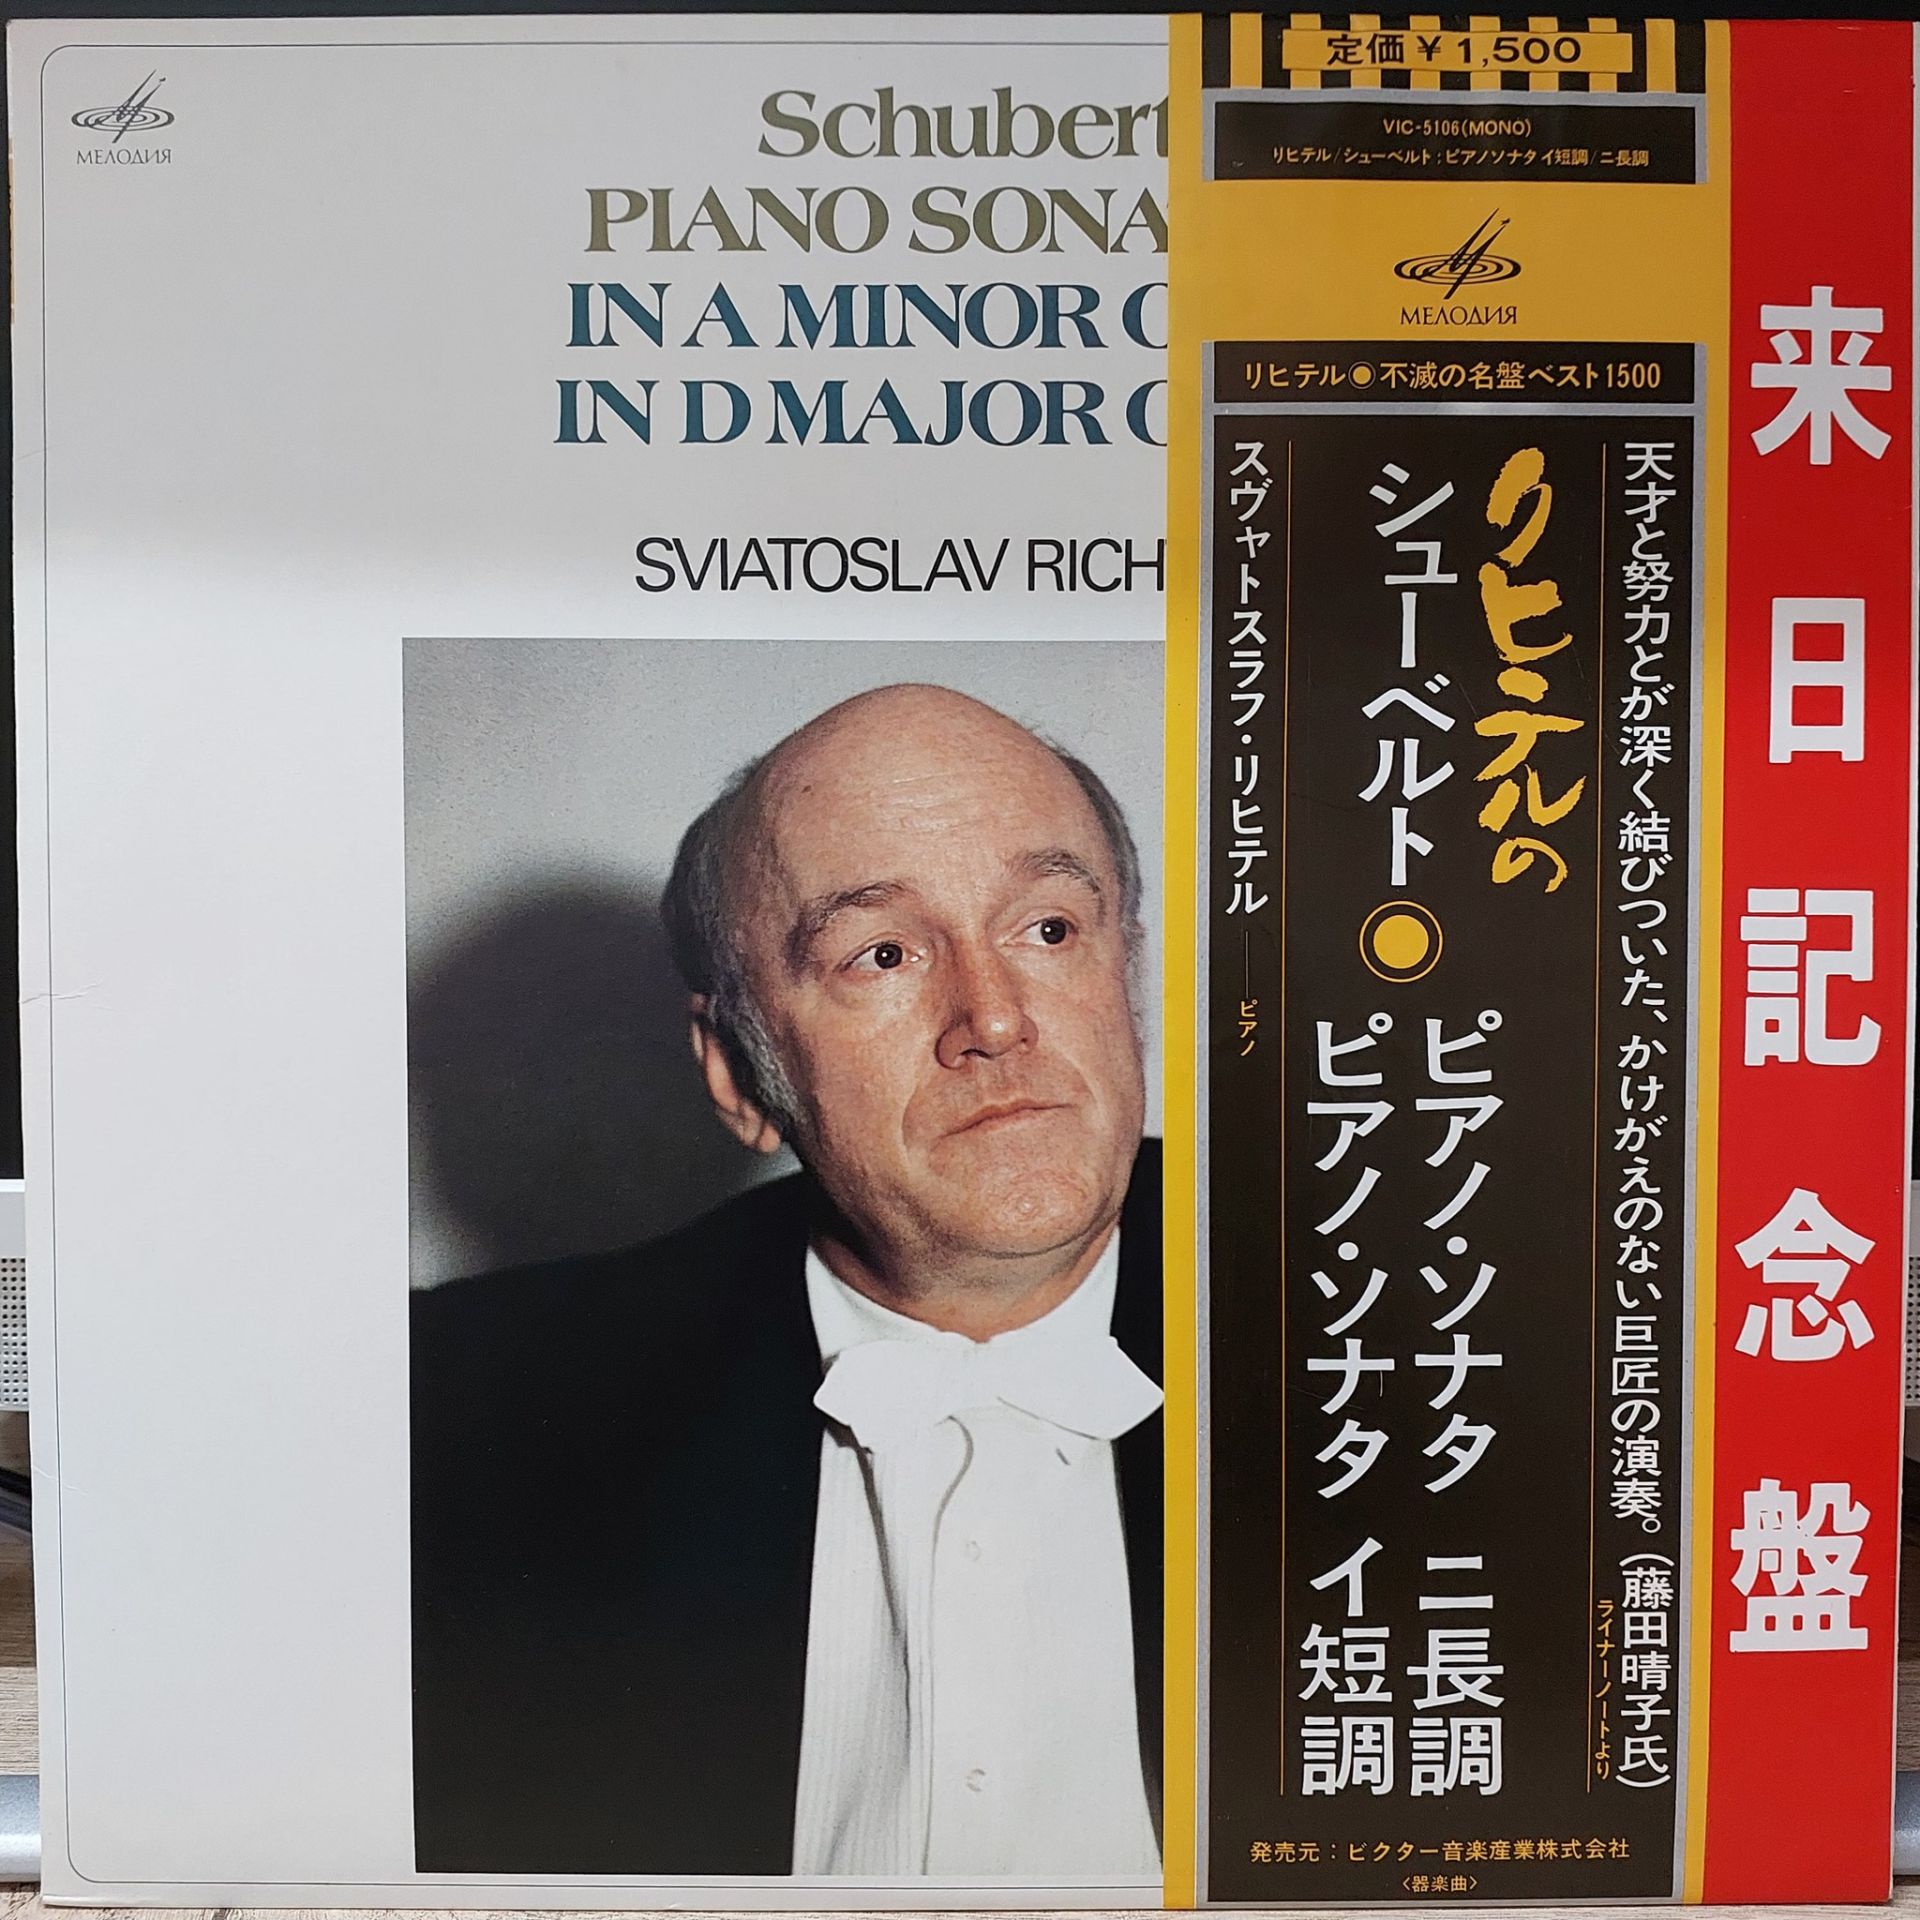 МЕЛОДИЯ
Schubert
PIANO SONA
IN A MINOR O
IN D MAJOR O
SVIATOSLAV RICH
定価¥1,500
VIC-5106(MONO)
リヒテル/シューベルト:ピアノソナタ イ短調/ニ長調
МЕЛОДИЯ
リヒテル◉不滅の名盤ベスト1500
天才と努力とが深く結びついた、かけがえのない巨匠の演奏。(藤田晴子氏)
ライナーノートより
リヒテルの
シューベルト◉ピアノ・ソナタ ニ長調
ピアノ・ソナタ イ短調
スヴャトスラフ・リヒテル——ピアノ
発売元:ビクター音楽産業株式会社
〈器楽曲〉
来日記念盤